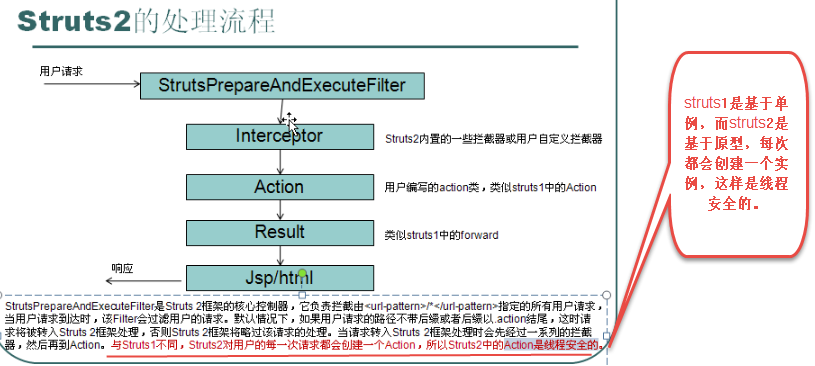 Struts2的处理流程
用户请求
StrutsPrepareAndExecuteFilter
Interceptor
Struts2内置的一些拦截器或用户自定义拦截器
Action
用户编写的action类，类似struts1中的Action
Result
类似struts1中的forward
响应
Jsp/html
StrutsPrepareAndExecuteFilter是Struts 2框架的核心控制器，它负责拦截由<url-pattern>/*</url-pattern>指定的所有用户请求，
当用户请求到达时，该Filter会过滤用户的请求。默认情况下，如果用户请求的路径不带后缀或者后缀以.action结尾，这时请
求将被转入Struts 2框架处理，否则Struts 2框架将略过该请求的处理。当请求转入Struts 2框架处理时会先经过一系列的拦截
器，然后再到Action。与Struts1不同，Struts2对用户的每一次请求都会创建一个Action，所以Struts2中的Action是线程安全的。
struts1是基于单
例，而struts2是
基于原型，每次
都会创建一个实
例，这样是线程
安全的。